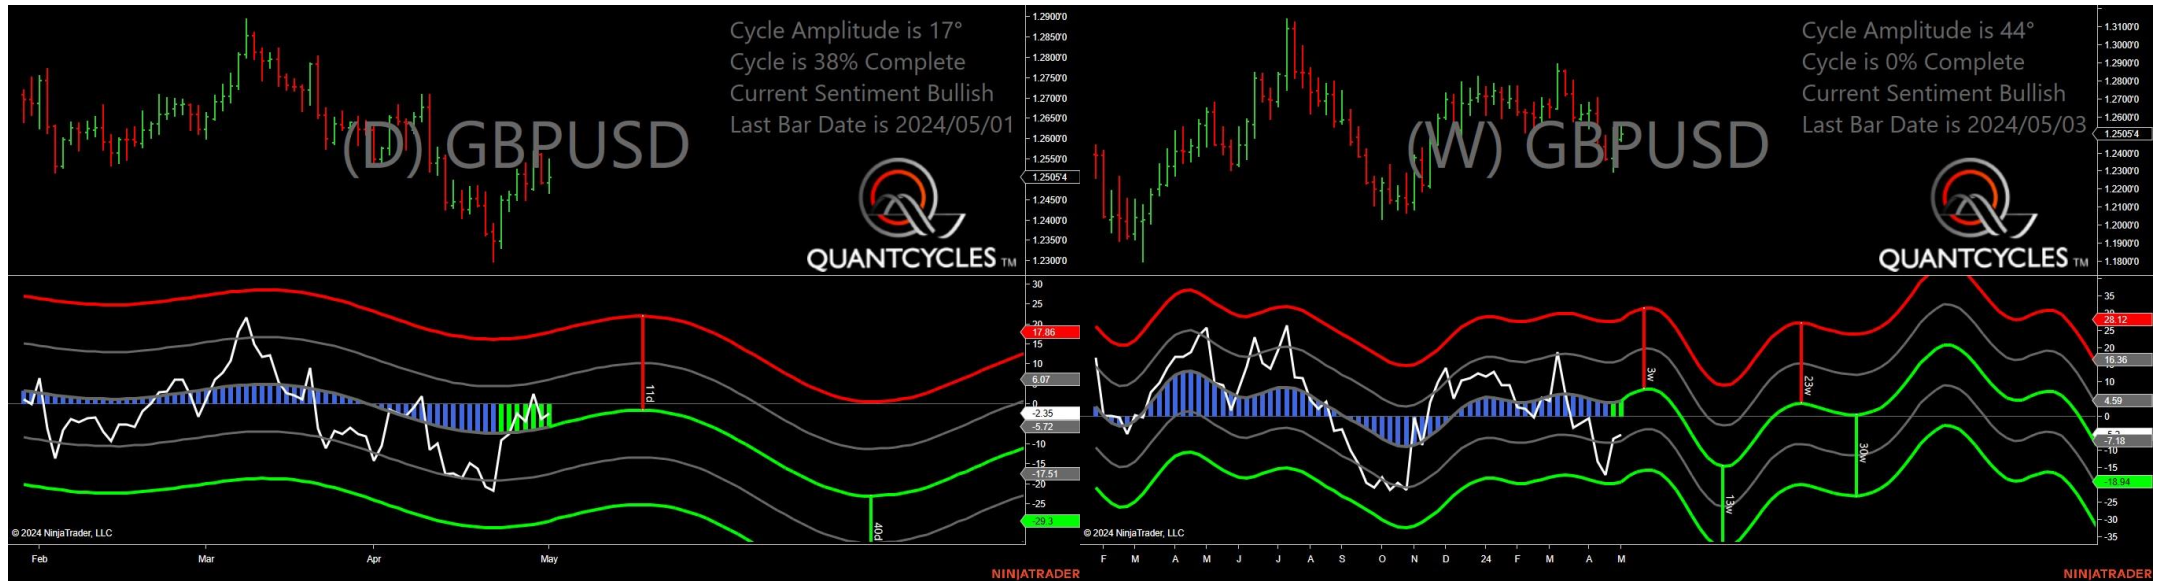 Cycle Amplitude is 17°
Cycle is 38% Complete
Current Sentiment Bullish
Last Bar Date is 2024/05/01
(D) GBPUSD
QUANTCYCLES TM
1.2900'0
1.2850'0
1.2800'0
1.2750'0
1.2700'0
1.2650'0
1.2600'0
1.2550'0
1.2505'4
1.2450'0
1.2400'0
1.2350'0
1.2300'0
30
25
20
17.86
15
10
6.07
0
-2.35
-5.72
-10
-15
-17.51
-20
-25
-29.3
11d
40d
© 2024 NinjaTrader, LLC
Feb
Mar
Apr
May
NINJATRADER
Cycle Amplitude is 44°
Cycle is 0% Complete
Current Sentiment Bullish
Last Bar Date is 2024/05/03
(W) GBPUSD
QUANTCYCLES TM
1.3100'0
1.3000'0
1.2900'0
1.2800'0
1.2700'0
1.2600'0
1.2505'4
1.2400'0
1.2300'0
1.2200'0
1.2100'0
1.2000'0
1.1900'0
1.1800'0
35
28.12
25
20
16.36
10
4.59
0
-7.18
-10
-15
-18.94
-25
-30
-35
3w
13w
23w
30w
© 2024 NinjaTrader, LLC
F
M
A
M
J
J
A
S
O
N
D
24
F
M
A
M
NINJATRADER